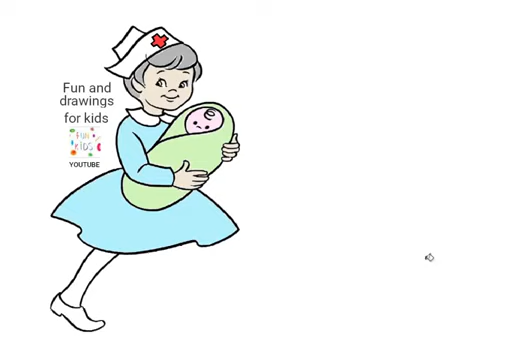 Fun and
drawings
for kids
FUN
KIDS
YOUTUBE